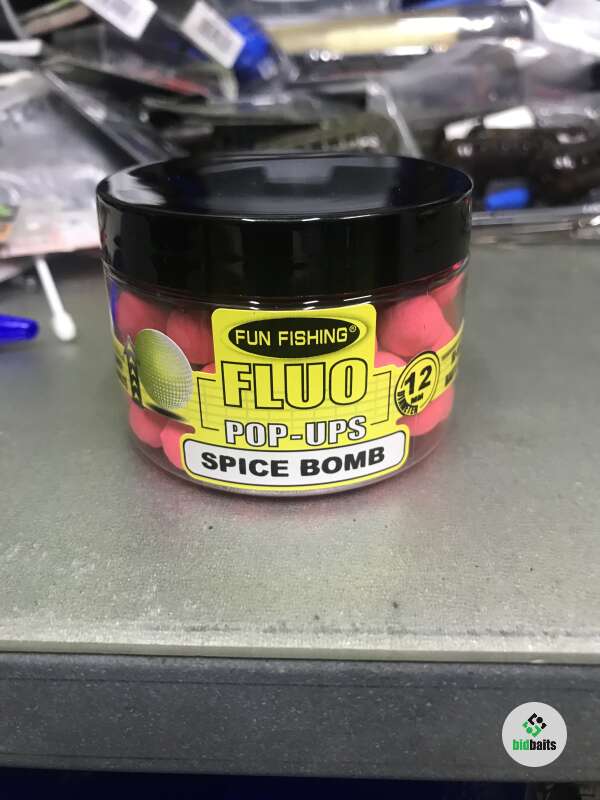 FUN FISHING®
FLUO
POP-UPS
SPICE BOMB
12
bidbaits